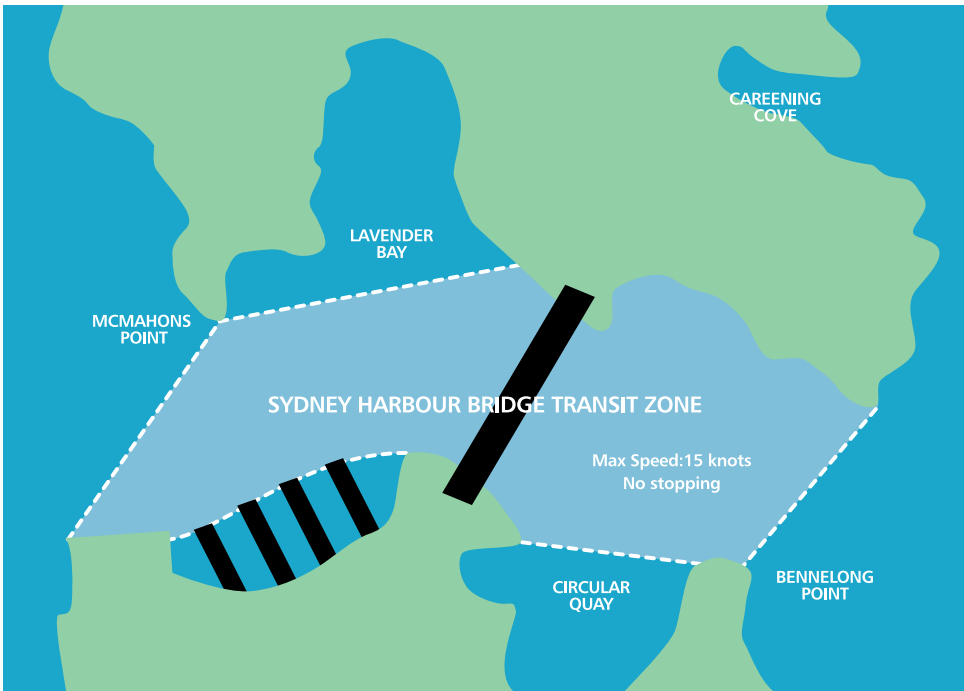 CAREENING
COVE
LAVENDER
BAY
MCMAHONS
POINT
SYDNEY HARBOUR BRIDGE TRANSIT ZONE
Max Speed:15 knots
No stopping
CIRCULAR
QUAY
BENNELONG
POINT